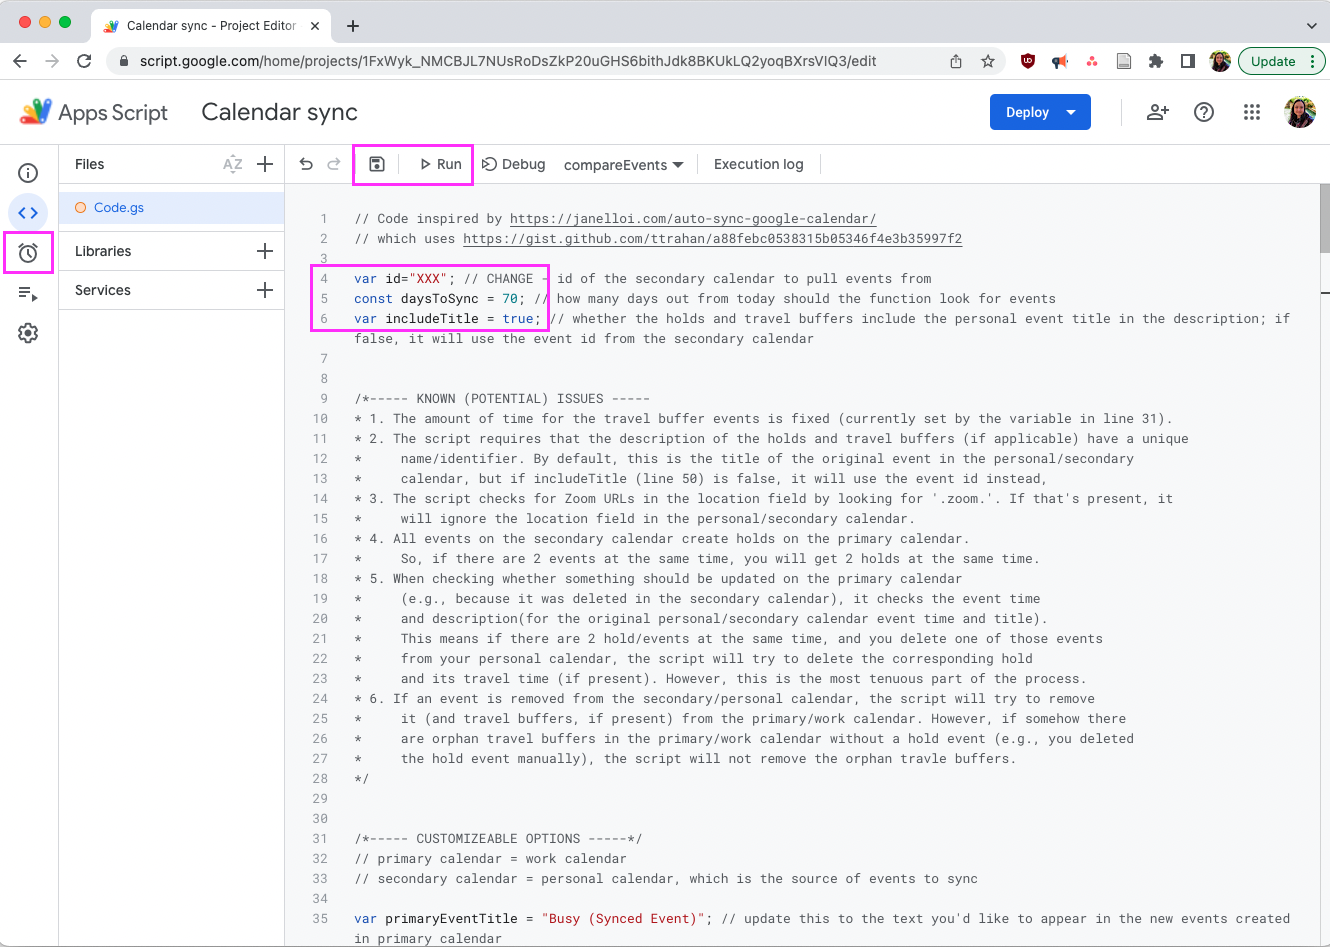 Calendar sync - Project Editor
script.google.com/home/projects/1FxWyk_NMCBJL7NUsRoDsZkP20uGHS6bithJdk8BKUkLQ2yoqBXrsVIQ3/edit
Update
Apps Script
Calendar sync
Deploy
Files
AZ
Run
Debug
compareEvents
Execution log
Code.gs
Libraries
Services
1 // Code inspired by https://janelloi.com/auto-sync-google-calendar/
2 // which uses https://gist.github.com/ttrahan/a88febc0538315b05346f4e3b35997f2
3
4 var id="XXX"; // CHANGE - id of the secondary calendar to pull events from
5 const daysToSync = 70; // how many days out from today should the function look for events
6 var includeTitle = true; // whether the holds and travel buffers include the personal event title in the description; if
false, it will use the event id from the secondary calendar
7
8
9 /*----- KNOWN (POTENTIAL) ISSUES -----
10 * 1. The amount of time for the travel buffer events is fixed (currently set by the variable in line 31).
11 * 2. The script requires that the description of the holds and travel buffers (if applicable) have a unique
12 * name/identifier. By default, this is the title of the original event in the personal/secondary
13 * calendar, but if includeTitle (line 50) is false, it will use the event id instead,
14 * 3. The script checks for Zoom URLs in the location field by looking for '.zoom.'. If that's present, it
15 * will ignore the location field in the personal/secondary calendar.
16 * 4. All events on the secondary calendar create holds on the primary calendar.
17 * So, if there are 2 events at the same time, you will get 2 holds at the same time.
18 * 5. When checking whether something should be updated on the primary calendar
19 * (e.g., because it was deleted in the secondary calendar), it checks the event time
20 * and description(for the original personal/secondary calendar event time and title).
21 * This means if there are 2 hold/events at the same time, and you delete one of those events
22 * from your personal calendar, the script will try to delete the corresponding hold
23 * and its travel time (if present). However, this is the most tenuous part of the process.
24 * 6. If an event is removed from the secondary/personal calendar, the script will try to remove
25 * it (and travel buffers, if present) from the primary/work calendar. However, if somehow there
26 * are orphan travel buffers in the primary/work calendar without a hold event (e.g., you deleted
27 * the hold event manually), the script will not remove the orphan travle buffers.
28 */
29
30
31 /*----- CUSTOMIZEABLE OPTIONS -----*/
32 // primary calendar = work calendar
33 // secondary calendar = personal calendar, which is the source of events to sync
34
35 var primaryEventTitle = "Busy (Synced Event)"; // update this to the text you'd like to appear in the new events created
in primary calendar